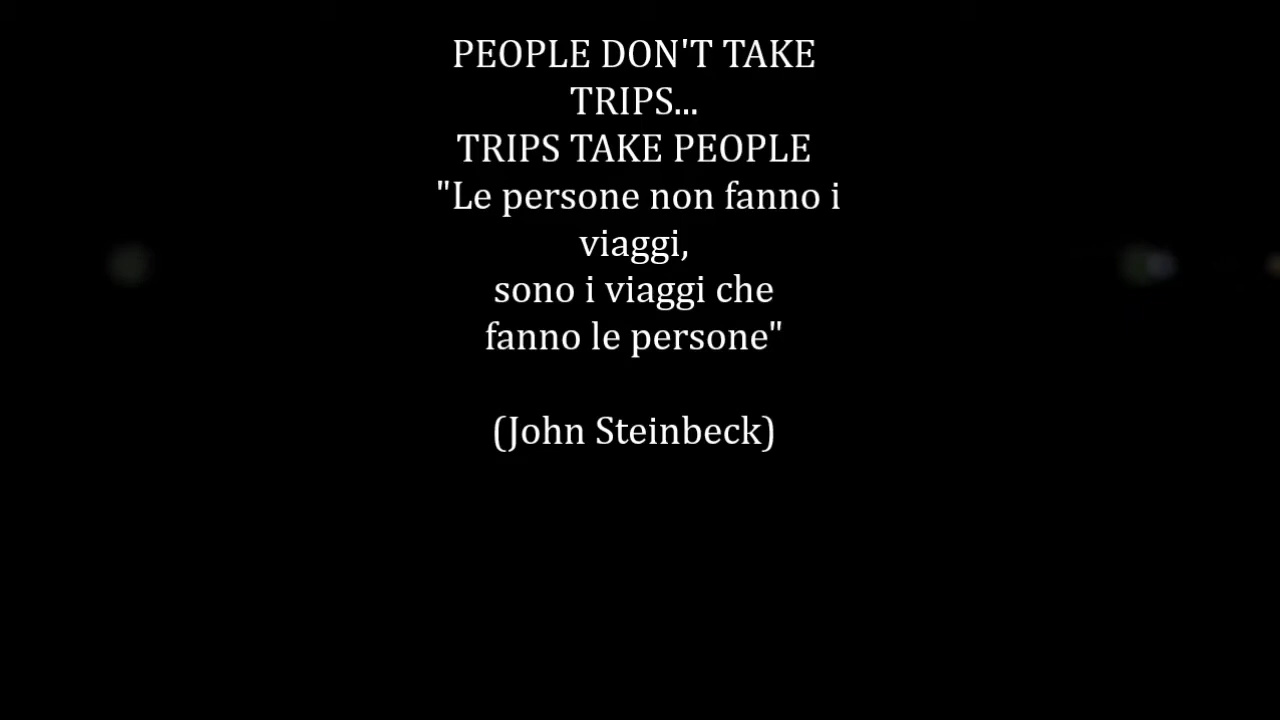 PEOPLE DON'T TAKE
TRIPS...
TRIPS TAKE PEOPLE
"Le persone non fanno i
viaggi,
sono i viaggi che
fanno le persone"
(John Steinbeck)